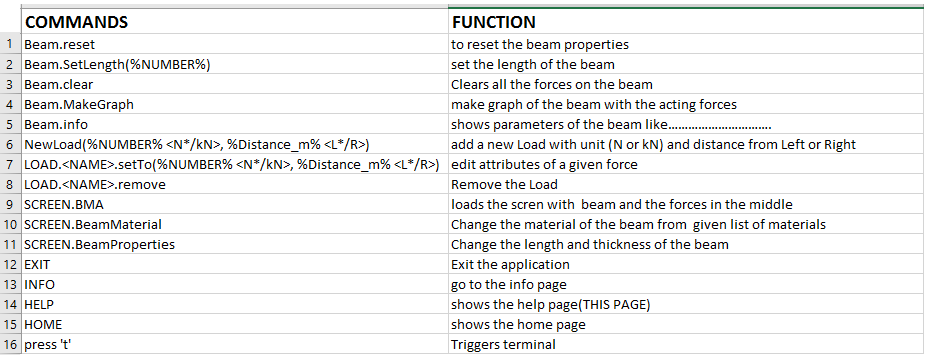 COMMANDS FUNCTION
1 Beam.reset to reset the beam properties
2 Beam.SetLength(%NUMBER%) set the length of the beam
3 Beam.clear Clears all the forces on the beam
4 Beam.MakeGraph make graph of the beam with the acting forces
5 Beam.info shows parameters of the beam like...............................
6 NewLoad(%NUMBER% <N*/kN>, %Distance_m% <L*/R>) add a new Load with unit (N or kN) and distance from Left or Right
7 LOAD.<NAME>.setTo(%NUMBER% <N*/kN>, %Distance_m% <L*/R>) edit attributes of a given force
8 LOAD.<NAME>.remove Remove the Load
9 SCREEN.BMA loads the scren with  beam and the forces in the middle
10 SCREEN.BeamMaterial Change the material of the beam from  given list of materials
11 SCREEN.BeamProperties Change the length and thickness of the beam
12 EXIT Exit the application
13 INFO go to the info page
14 HELP shows the help page(THIS PAGE)
15 HOME shows the home page
16 press 't' Triggers terminal